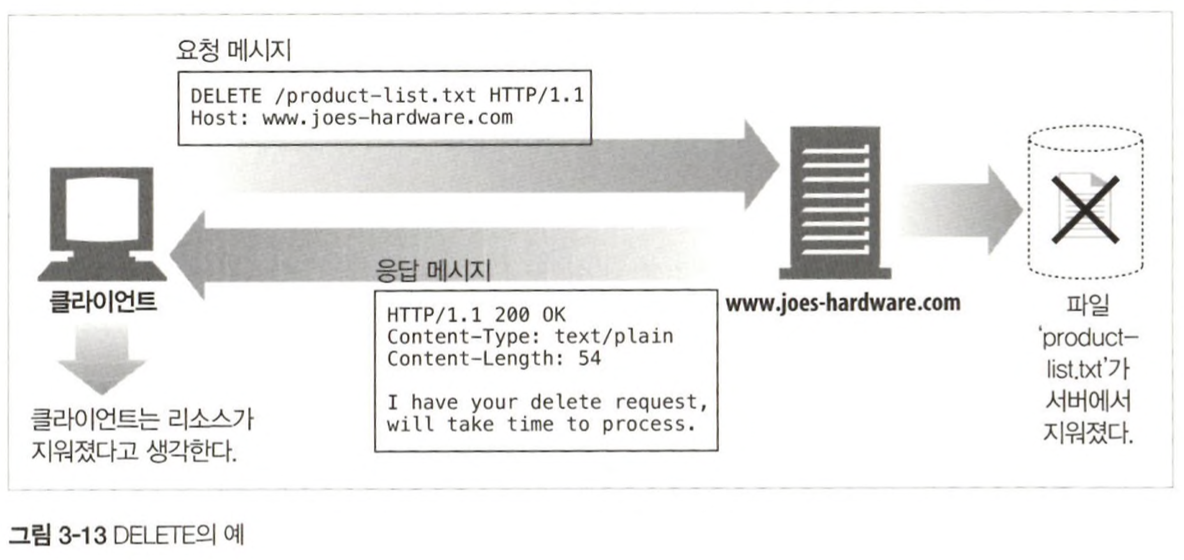 요청 메시지
DELETE /product-list.txt HTTP/1.1
Host: www.joes-hardware.com
클라이언트
클라이언트는 리소스가
지워졌다고 생각한다.
응답 메시지
HTTP/1.1 200 OK
Content-Type: text/plain
Content-Length: 54
I have your delete request,
will take time to process.
www.joes-hardware.com
파일
‘product-
list.txt’가
서버에서
지워졌다.
그림 3-13 DELETE의 예